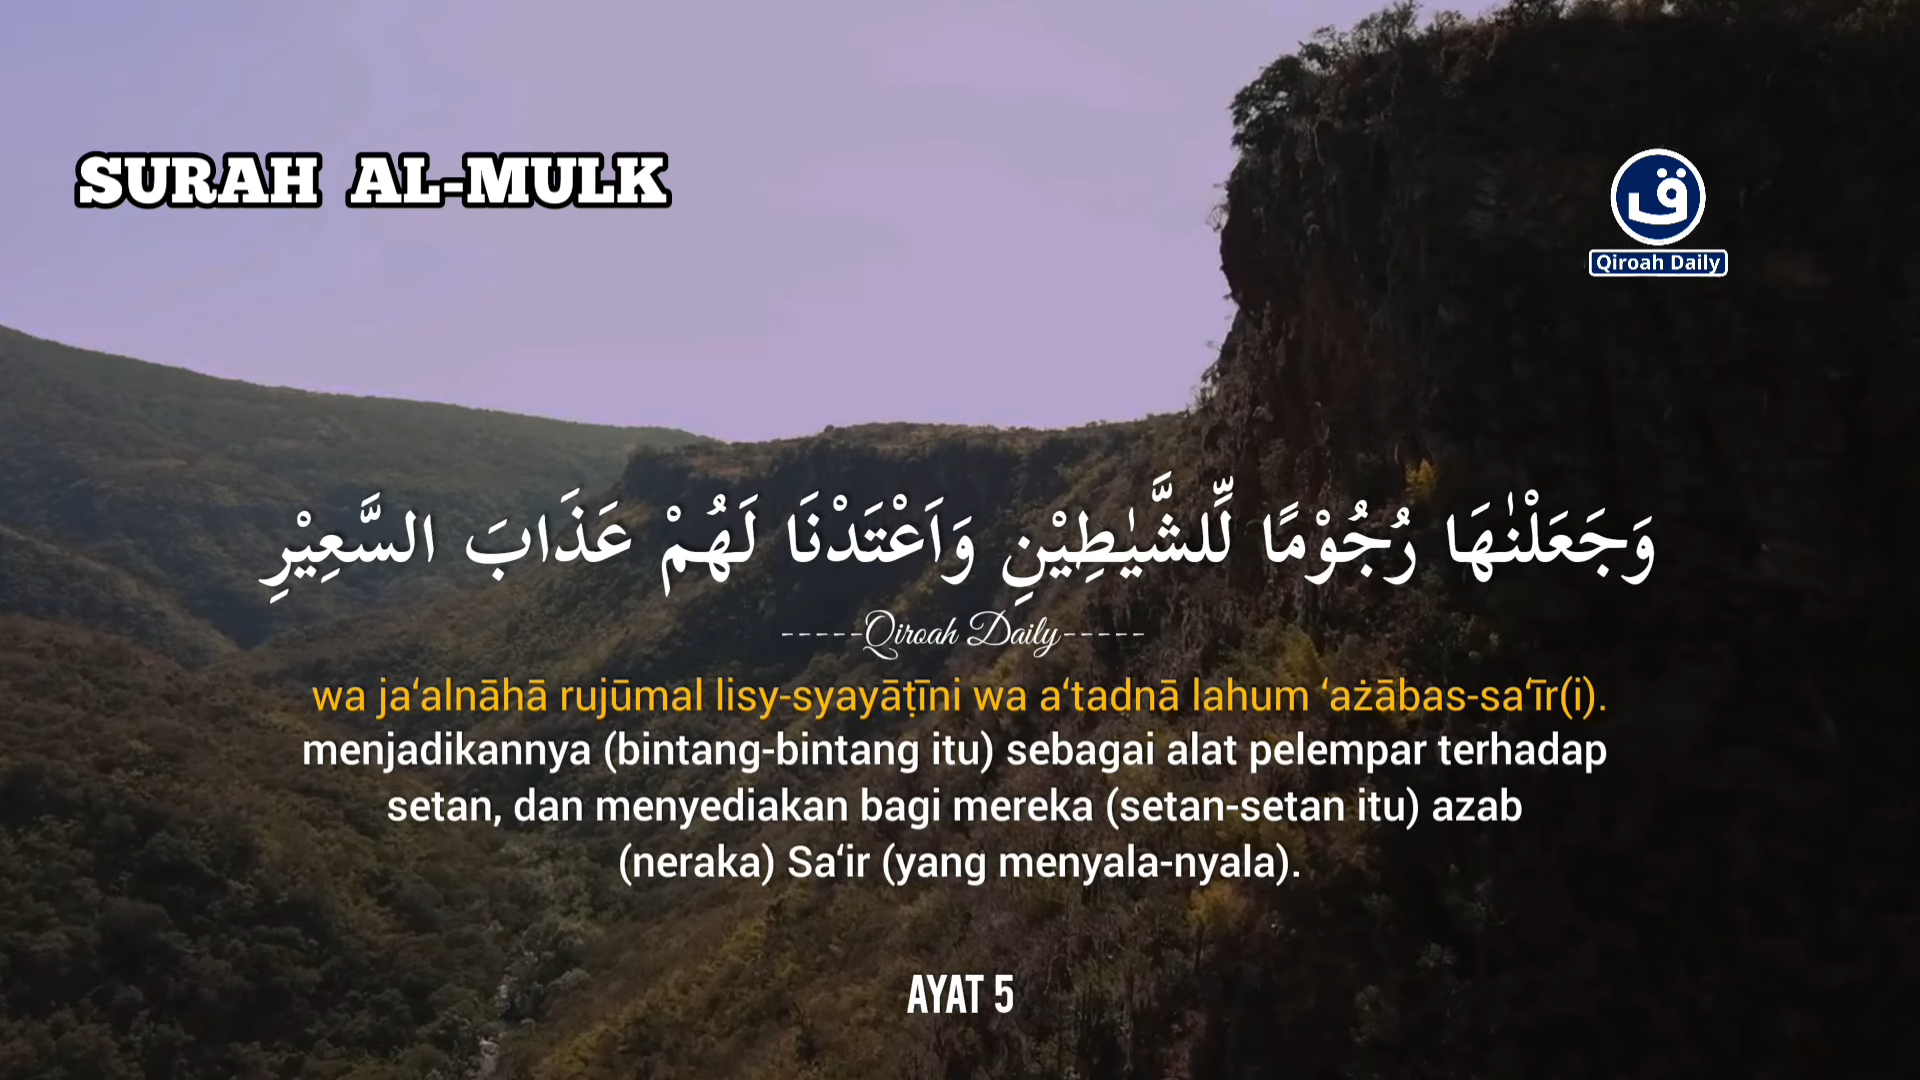 SURAH AL-MULK
ق
Qiroah Daily
وَجَعَلْنٰهَا رُجُوْمًا لِّلشَّيٰطِيْنِ وَاَعْتَدْنَا لَهُمْ عَذَابَ السَّعِيْرِ
-----Qiroah Daily-----
wa ja‘alnāhā rujūmal lisy-syayāṭīni wa a‘tadnā lahum ‘ażābas-sa‘īr(i).
menjadikannya (bintang-bintang itu) sebagai alat pelempar terhadap
setan, dan menyediakan bagi mereka (setan-setan itu) azab
(neraka) Sa‘ir (yang menyala-nyala).
AYAT 5